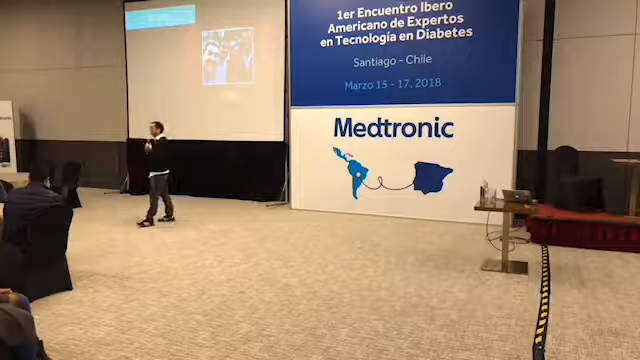 1er Encuentro Ibero
Americano de Expertos
en Tecnología en Diabetes
Santiago - Chile
Marzo 15 - 17, 2018
Medtronic